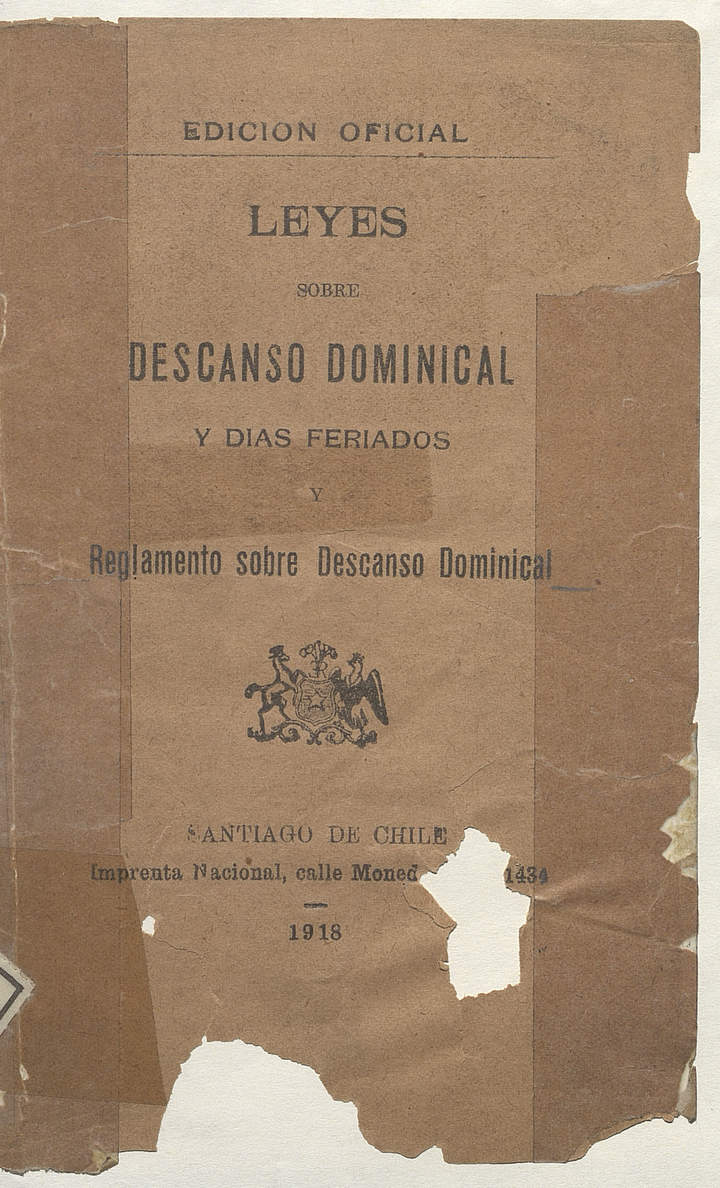 EDICION OFICIAL
LEYES
SOBRE
DESCANSO DOMINICAL
Y DIAS FERIADOS
Y
Reglamento sobre Descanso Dominical
SANTIAGO DE CHILE
Imprenta Nacional, calle Moned 1434
1918